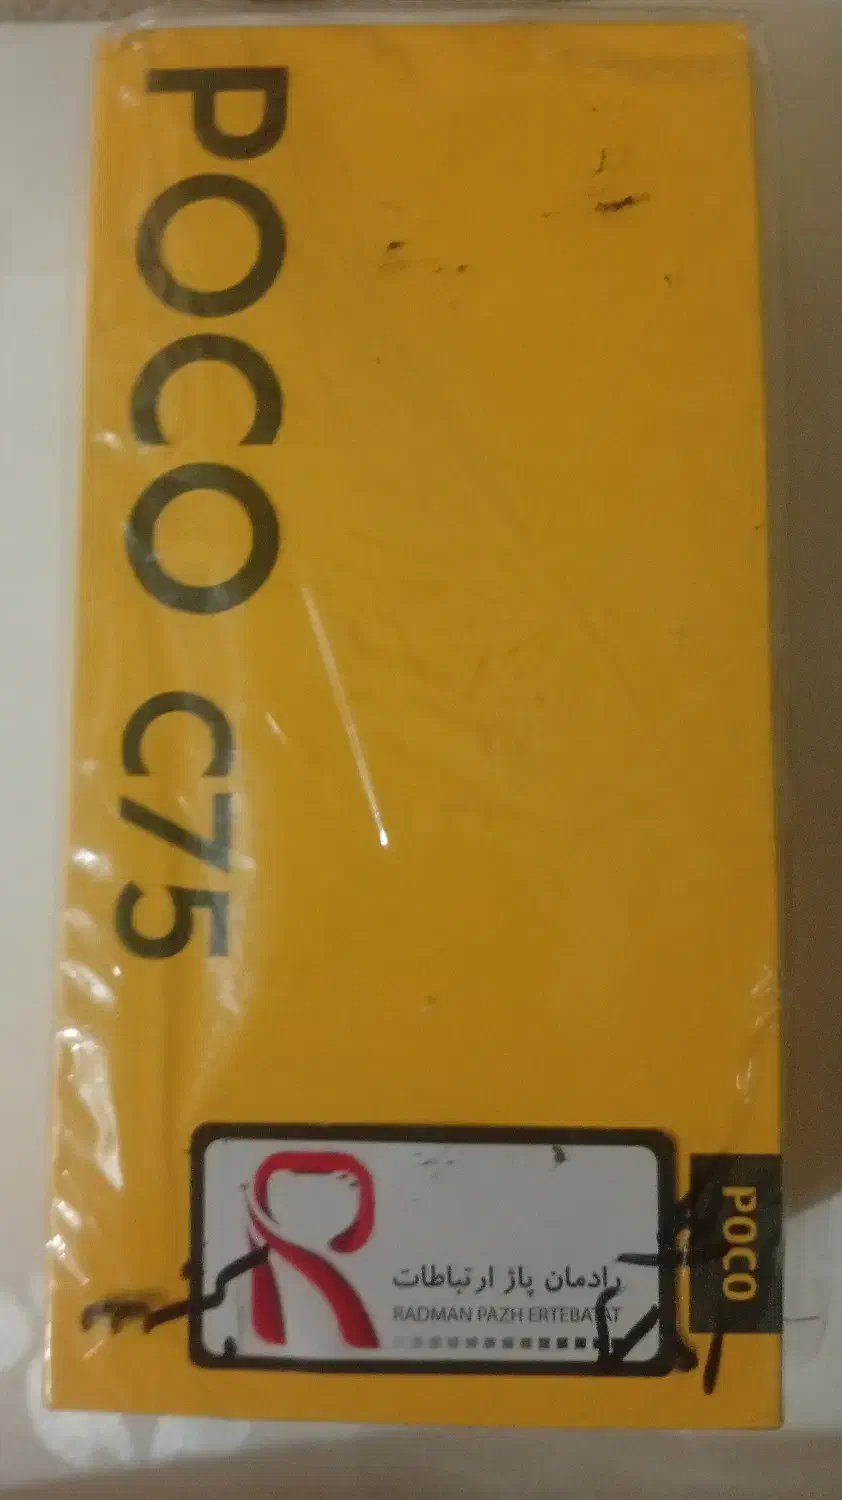 POCO C75
رادمان پاژ ارتباطات
RADMAN PAZH ERTEBATAT
POCO